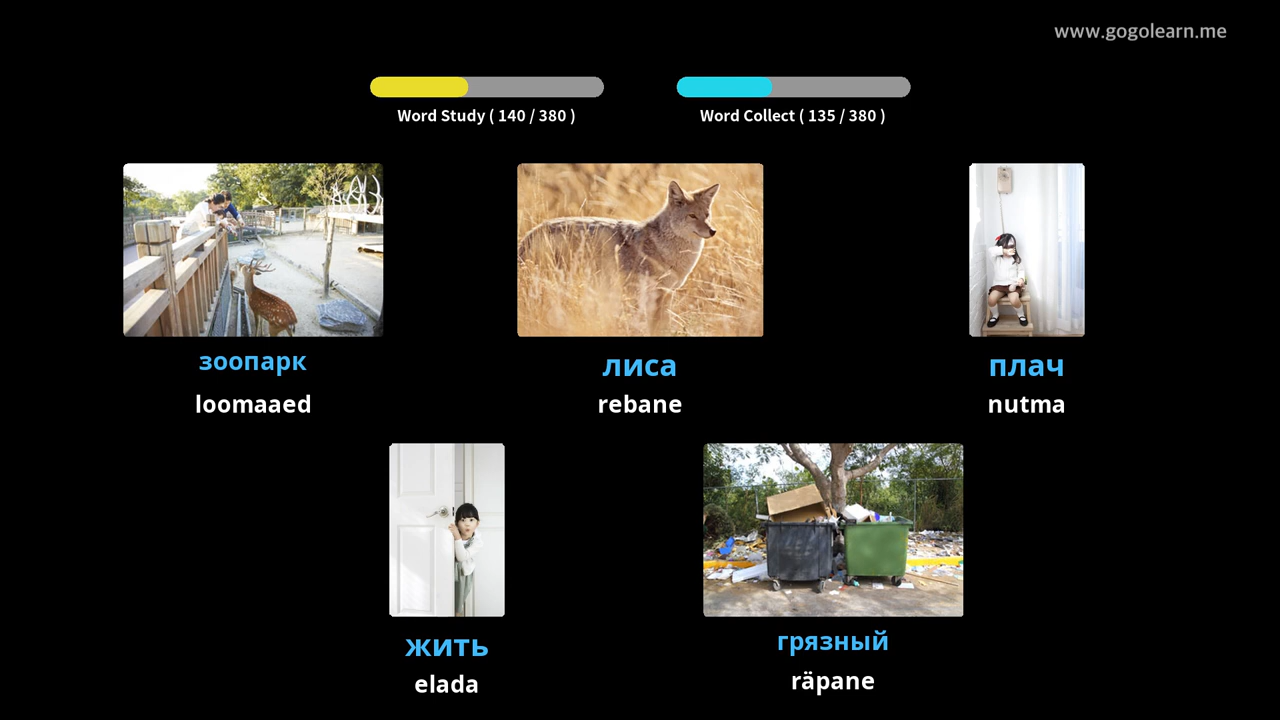 www.gogolearn.me
Word Study ( 140 / 380 )
Word Collect ( 135 / 380 )
зоопарк
loomaaed
лиса
rebane
плач
nutma
жить
elada
грязный
räpane